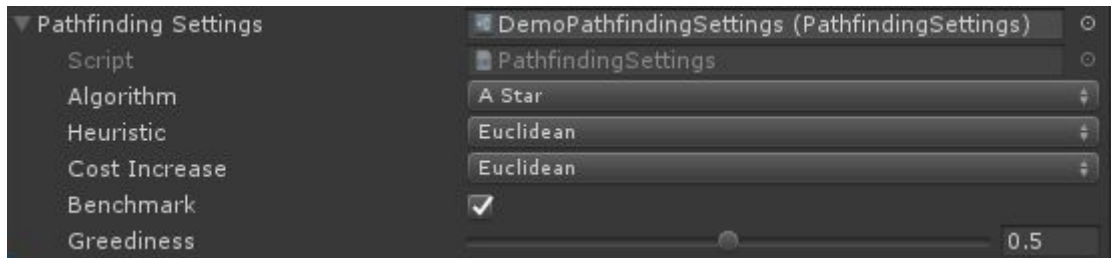 Pathfinding Settings DemoPathfindingSettings (PathfindingSettings)
Script PathfindingSettings
Algorithm A Star
Heuristic Euclidean
Cost Increase Euclidean
Benchmark
Greediness 0.5